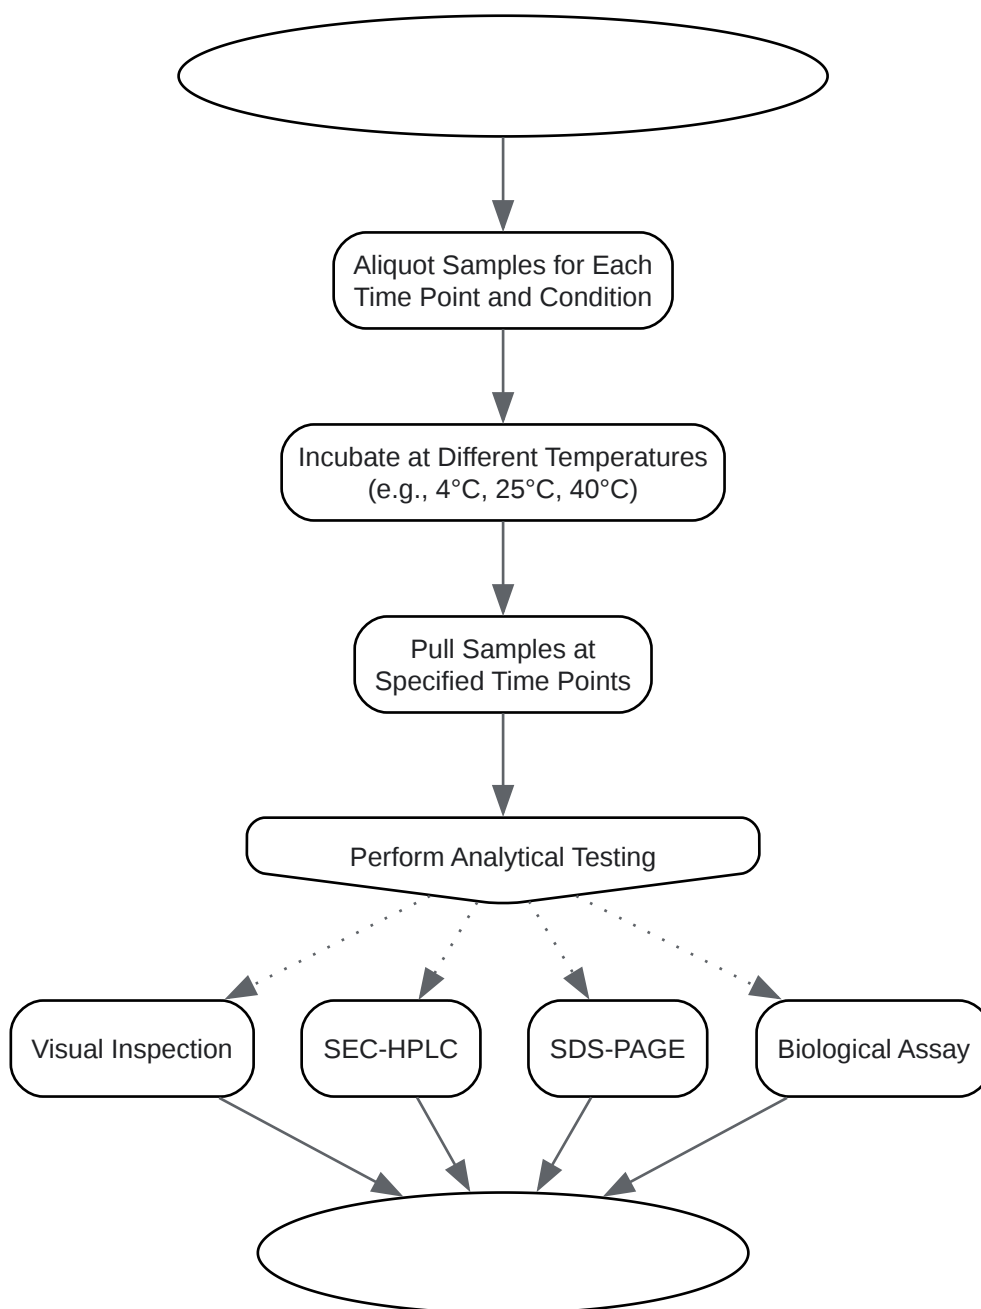 Aliquot Samples for Each
Time Point and Condition
Incubate at Different Temperatures
(e.g., 4°C, 25°C, 40°C)
Pull Samples at
Specified Time Points
Perform Analytical Testing
Visual Inspection
SEC-HPLC
SDS-PAGE
Biological Assay